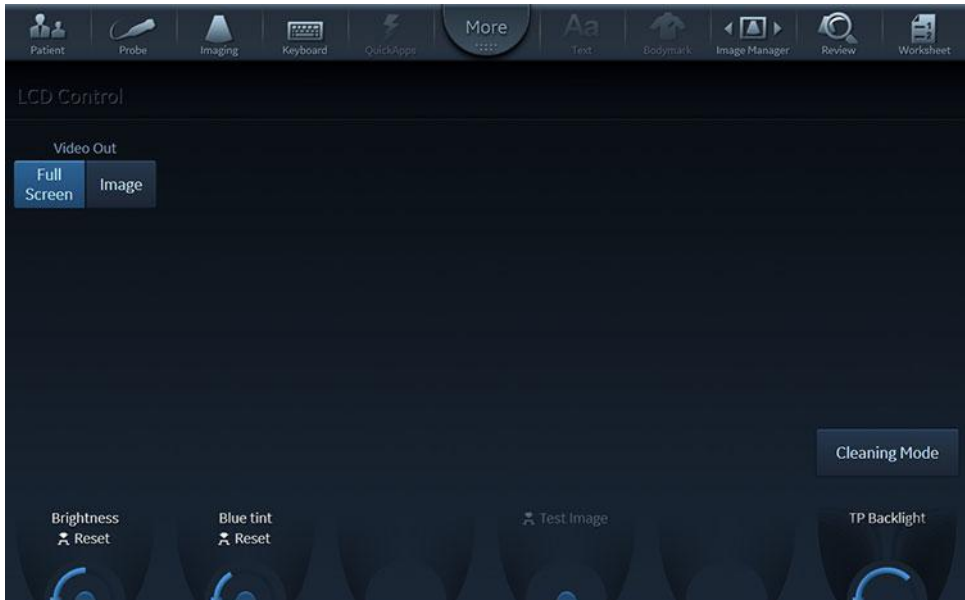 Patient
Probe
Imaging
Keyboard
QuickApps
More
Aa
Text
Bodymark
Image Manager
Review
Worksheet
LCD Control
Video Out
Full
Screen
Image
Cleaning Mode
Brightness
Reset
Blue tint
Reset
Test Image
TP Backlight